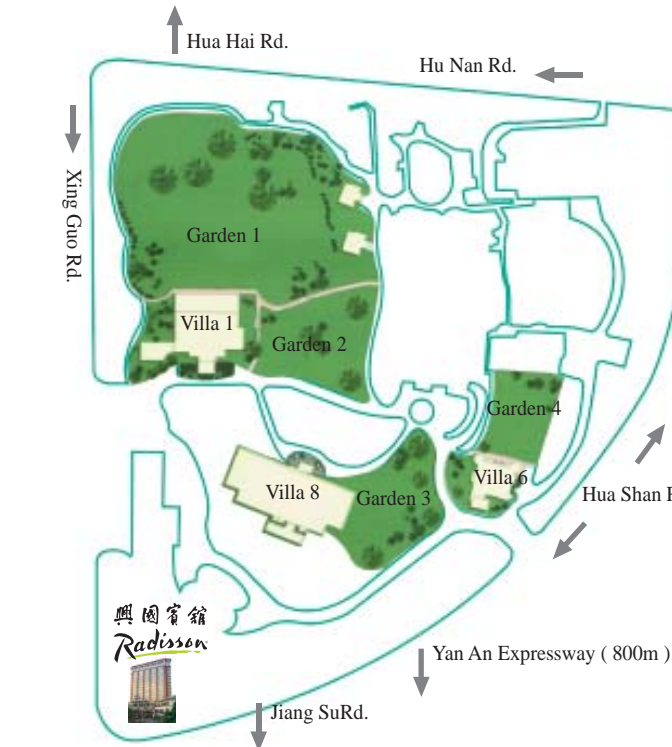 Hua Hai Rd.
Hu Nan Rd.
Xing Guo Rd.
Garden 1
Villa 1
Garden 2
Garden 4
Villa 6
Villa 8
Garden 3
Hua Shan R
興國賓館
Radisson
Yan An Expressway ( 800m )
Jiang SuRd.